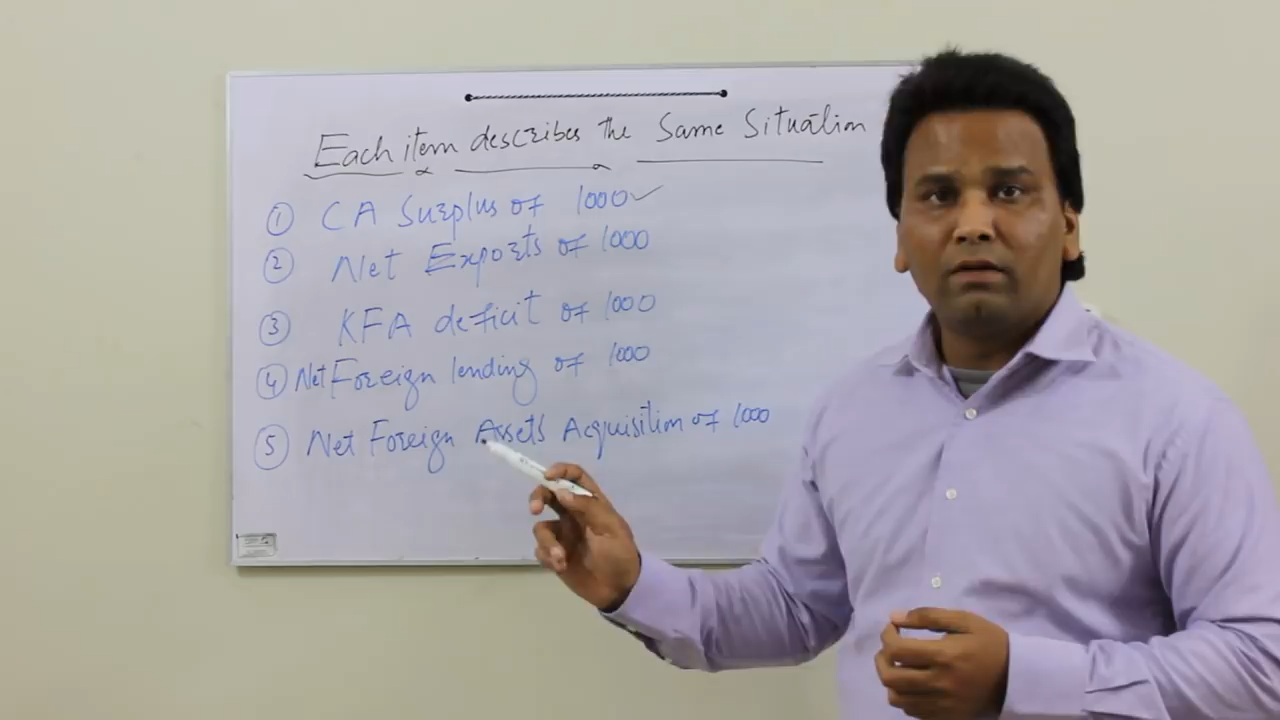 Each item describes the Same Situation
① CA Surplus of 1000 ✓
② Net Exports of 1000
③ KFA deficit of 1000
④ Net Foreign lending of 1000
⑤ Net Foreign Assets Acquisition of 1000